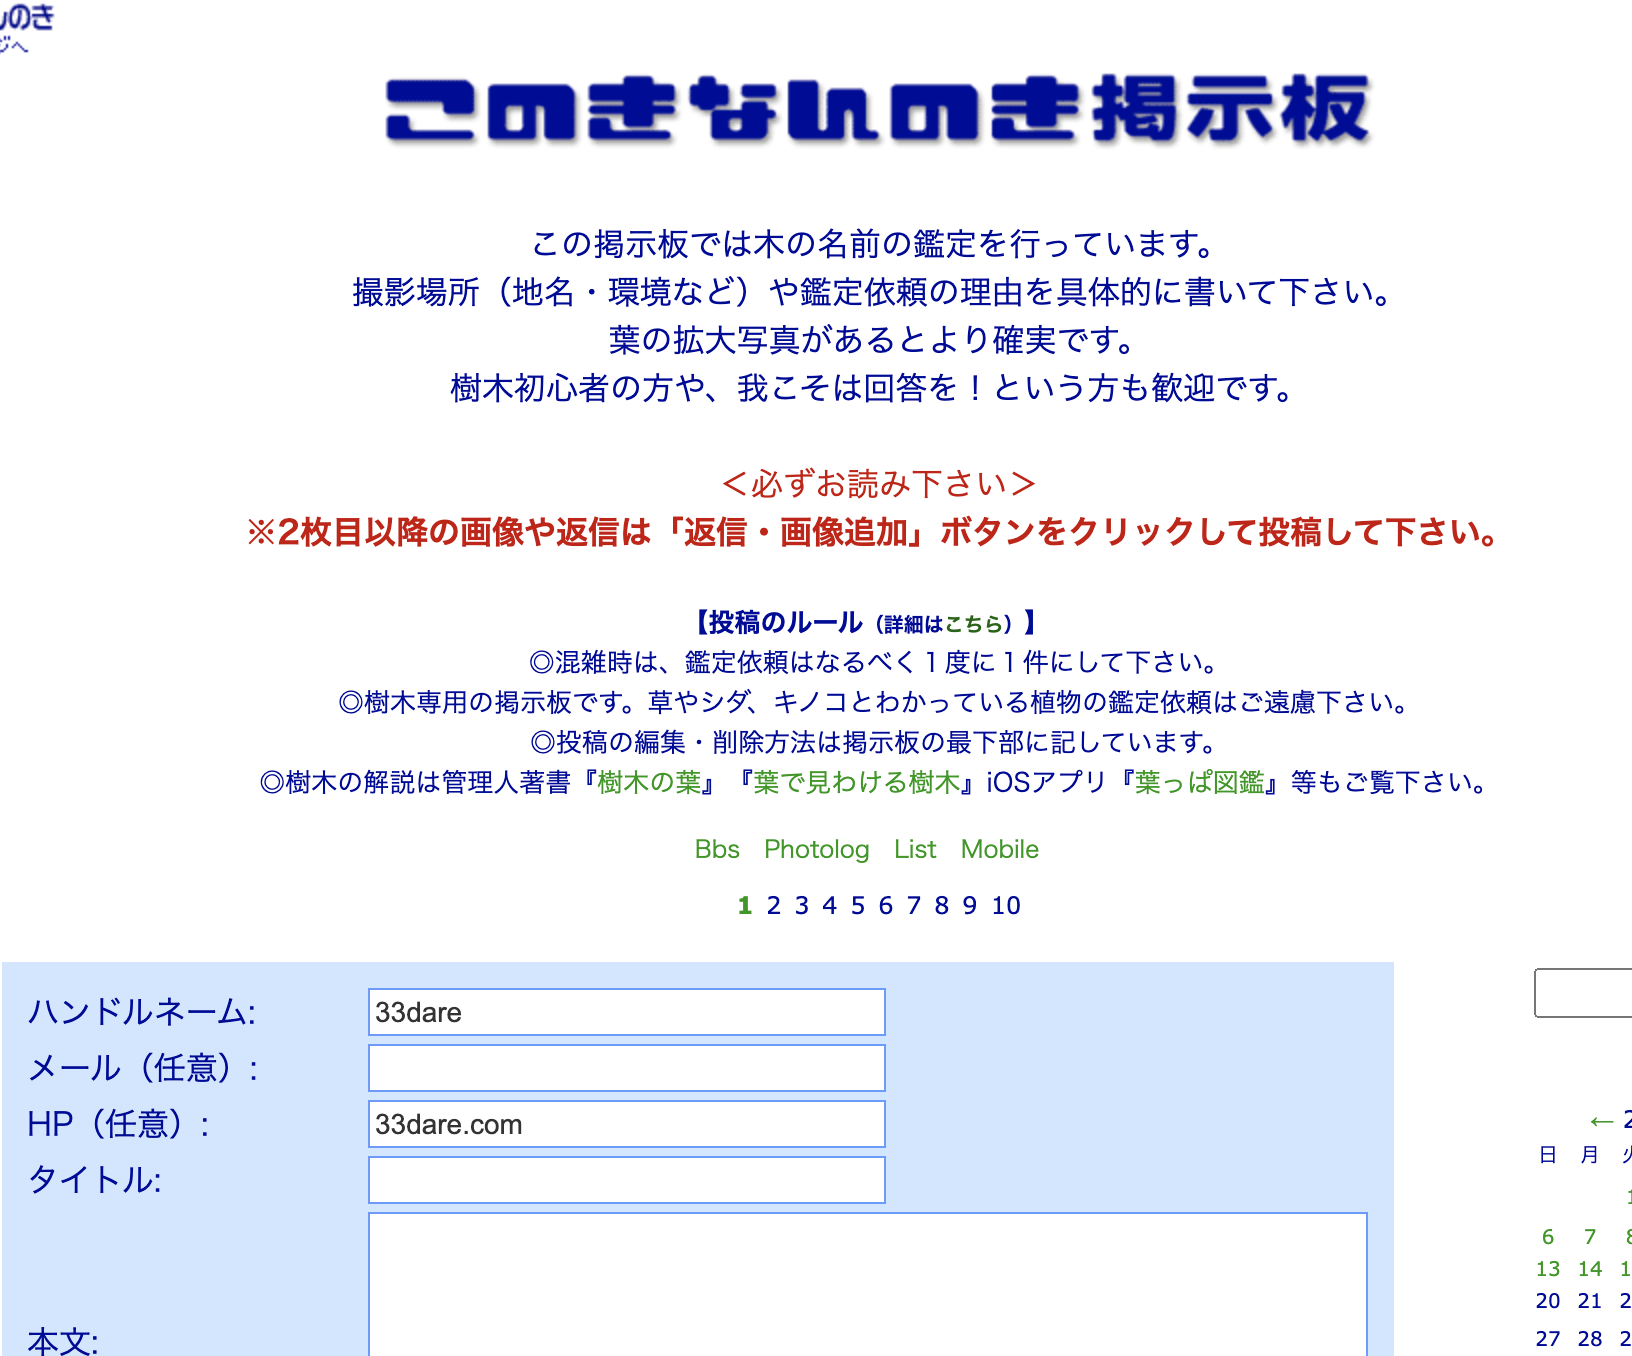 のき
ジへ
このきなんのき掲示板
この掲示板では木の名前の鑑定を行っています。
撮影場所（地名・環境など）や鑑定依頼の理由を具体的に書いて下さい。
葉の拡大写真があるとより確実です。
樹木初心者の方や、我こそは回答を！という方も歓迎です。
＜必ずお読み下さい＞
※2枚目以降の画像や返信は「返信・画像追加」ボタンをクリックして投稿して下さい。
【投稿のルール（詳細はこちら）】
◎混雑時は、鑑定依頼はなるべく１度に１件にして下さい。
◎樹木専用の掲示板です。草やシダ、キノコとわかっている植物の鑑定依頼はご遠慮下さい。
◎投稿の編集・削除方法は掲示板の最下部に記しています。
◎樹木の解説は管理人著書『樹木の葉』『葉で見わける樹木』iOSアプリ『葉っぱ図鑑』等もご覧下さい。
Bbs Photolog List Mobile
1 2 3 4 5 6 7 8 9 10
ハンドルネーム: 33dare
メール（任意）:
HP（任意）: 33dare.com
タイトル:
本文:
← 2
日 月
6 7
13 14
20 21
27 28